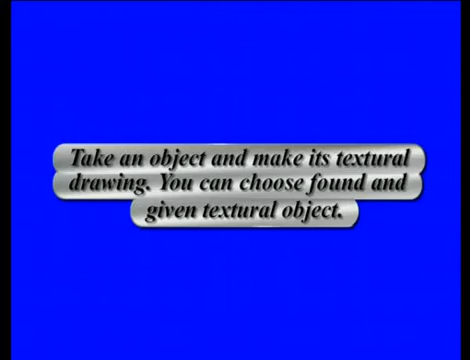 Take an object and make its textural
drawing. You can choose found and
given textural object.